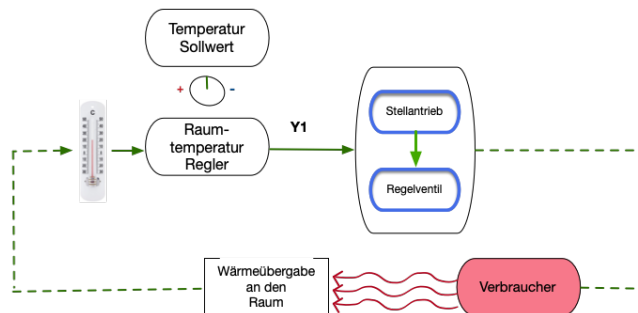 Temperatur
Sollwert
+ -
C
Raum-
temperatur
Regler
Y1
Stellantrieb
Regelventil
Wärmeübergabe
an den
Raum
Verbraucher